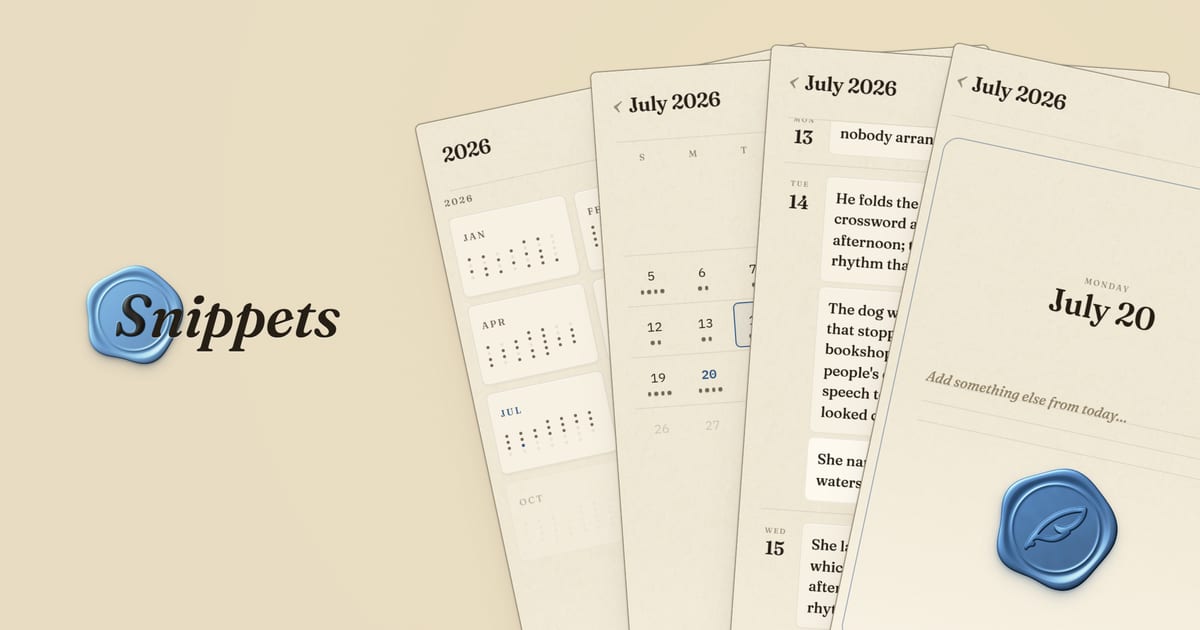 Snippets
2026
2026
JAN
FE
APR
JUL
OCT
July 2026
S M T
5 6 7
12 13
19 20
26 27
July 2026
MON
13
nobody arran
TUE
14
He folds the
crossword a
afternoon;
rhythm tha
The dog w
that stopp
bookshop
people's
speech t
looked
She na
waters
WED
15
She la
which
after
rhyt
July 2026
MONDAY
July 20
Add something else from today...